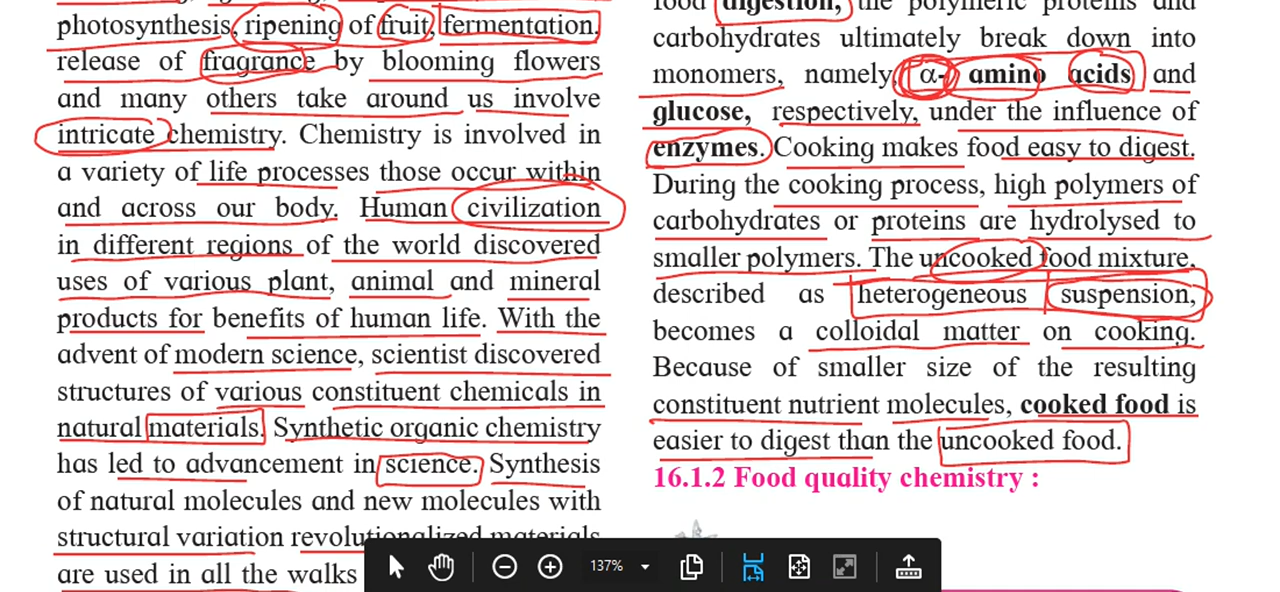 photosynthesis, ripening of fruit, fermentation,
release of fragrance by blooming flowers
and many others take around us involve
intricate chemistry. Chemistry is involved in
a variety of life processes those occur within
and across our body. Human civilization
in different regions of the world discovered
uses of various plant, animal and mineral
products for benefits of human life. With the
advent of modern science, scientist discovered
structures of various constituent chemicals in
natural materials. Synthetic organic chemistry
has led to advancement in science. Synthesis
of natural molecules and new molecules with
structural variation revolutionalized materials
are used in all the walks
food digestion, the polymeric proteins and
carbohydrates ultimately break down into
monomers, namely, α- amino acids and
glucose, respectively, under the influence of
enzymes. Cooking makes food easy to digest.
During the cooking process, high polymers of
carbohydrates or proteins are hydrolysed to
smaller polymers. The uncooked food mixture,
described as heterogeneous suspension,
becomes a colloidal matter on cooking.
Because of smaller size of the resulting
constituent nutrient molecules, cooked food is
easier to digest than the uncooked food.
16.1.2 Food quality chemistry :
137%